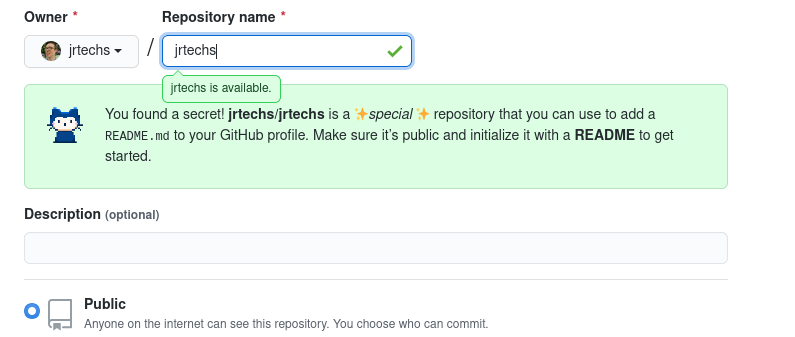 Owner * Repository name *
jrtechs / jrtechs
jrtechs is available.
You found a secret! jrtechs/jrtechs is a ✨special ✨ repository that you can use to add a
README.md to your GitHub profile. Make sure it's public and initialize it with a README to get
started.
Description (optional)
Public
Anyone on the internet can see this repository. You choose who can commit.